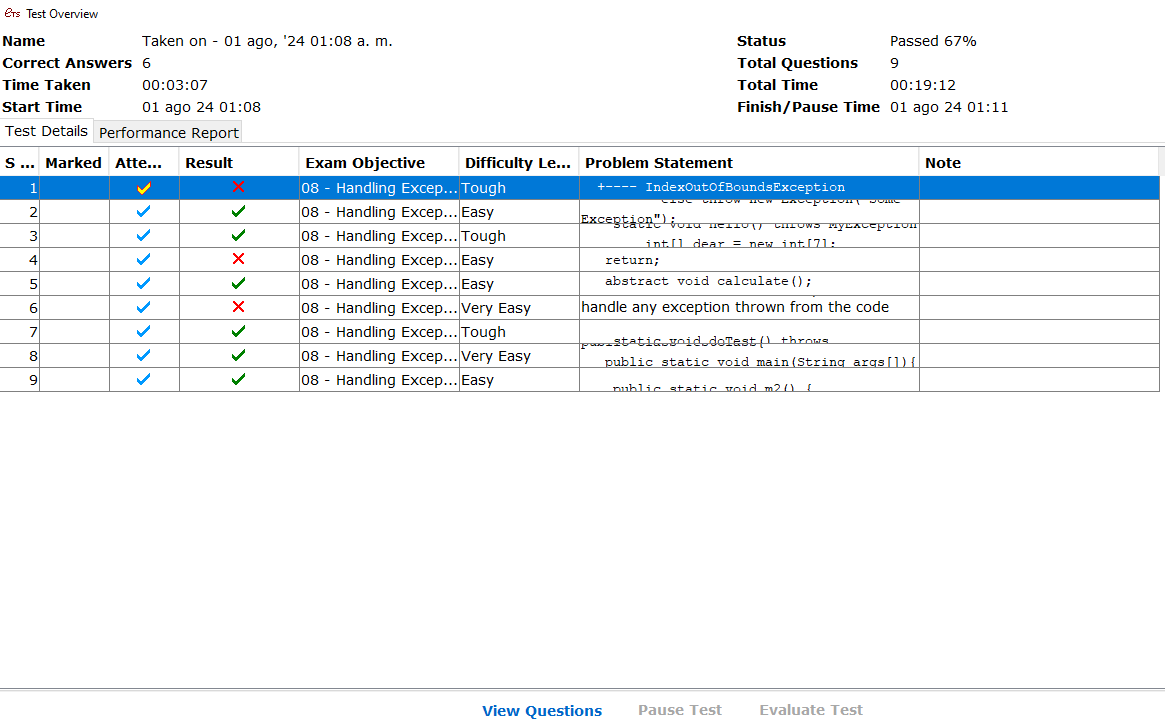 eTs Test Overview
Name Taken on - 01 ago, '24 01:08 a. m. Status Passed 67%
Correct Answers 6 Total Questions 9
Time Taken 00:03:07 Total Time 00:19:12
Start Time 01 ago 24 01:08 Finish/Pause Time 01 ago 24 01:11
Test Details Performance Report
S ... Marked Atte... Result Exam Objective Difficulty Le... Problem Statement Note
1 08 - Handling Excep... Tough +---- IndexOutOfBoundsException
2 08 - Handling Excep... Easy else throw new Exception("Some
Exception");
3 08 - Handling Excep... Tough static void hello() throws MyException
int[] dear = new int[7];
4 08 - Handling Excep... Easy return;
5 08 - Handling Excep... Easy abstract void calculate();
6 08 - Handling Excep... Very Easy handle any exception thrown from the code
7 08 - Handling Excep... Tough
static void doTest() throws
8 08 - Handling Excep... Very Easy public static void main(String args[]){
9 08 - Handling Excep... Easy public static void m2() {
View Questions Pause Test Evaluate Test